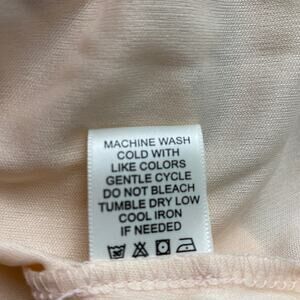 MACHINE WASH
COLD WITH
LIKE COLORS
GENTLE CYCLE
DO NOT BLEACH
TUMBLE DRY LOW
COOL IRON
IF NEEDED